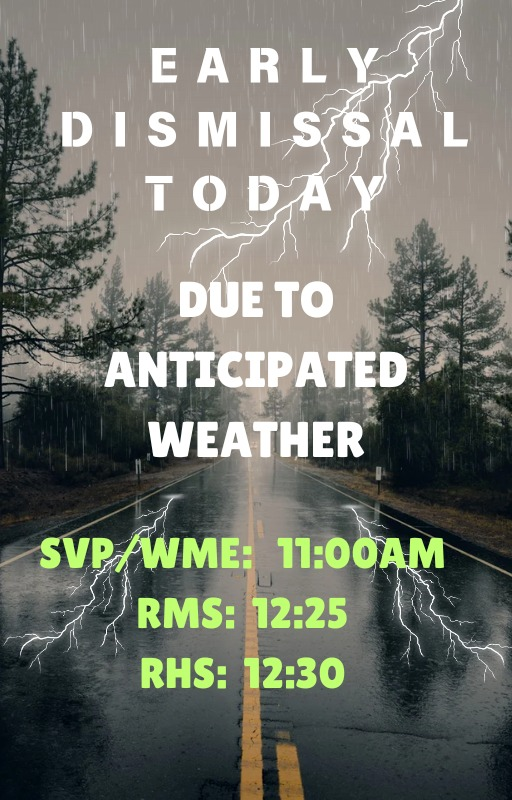 EARLY
DISMISSAL
TODAY
DUE TO
ANTICIPATED
WEATHER
SVP/WME: 11:00AM
RMS: 12:25
RHS: 12:30